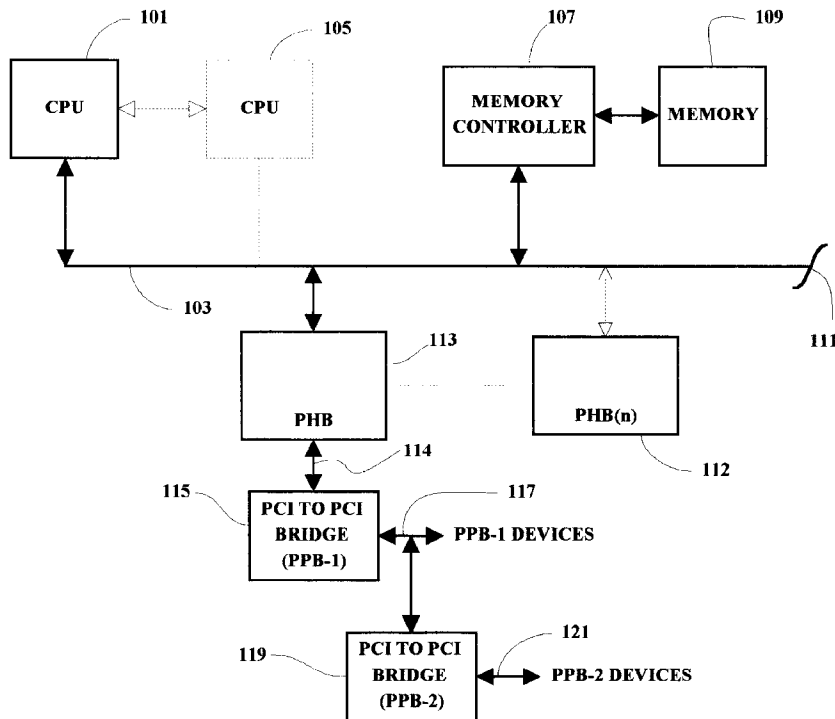 101
105
107
109
CPU
CPU
MEMORY
CONTROLLER
MEMORY
103
111
113
PHB
PHB(n)
112
114
115
PCI TO PCI
BRIDGE
(PPB-1)
117
PPB-1 DEVICES
119
PCI TO PCI
BRIDGE
(PPB-2)
121
PPB-2 DEVICES